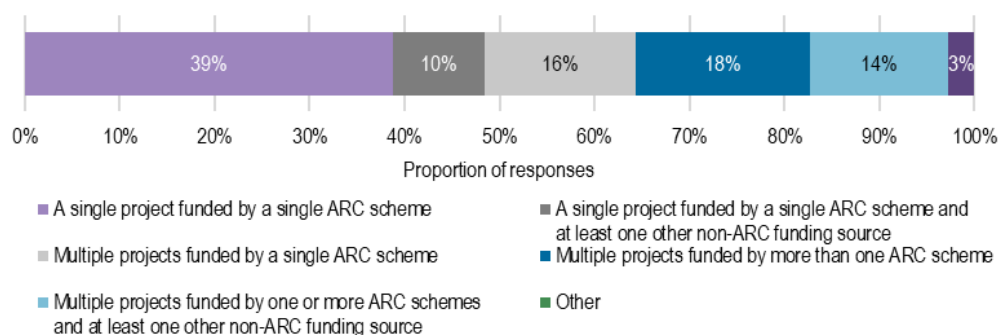 39% 10% 16% 18% 14% 3%
0% 10% 20% 30% 40% 50% 60% 70% 80% 90% 100%
Proportion of responses
A single project funded by a single ARC scheme
A single project funded by a single ARC scheme and
at least one other non-ARC funding source
Multiple projects funded by a single ARC scheme
Multiple projects funded by more than one ARC scheme
Multiple projects funded by one or more ARC schemes
and at least one other non-ARC funding source
Other